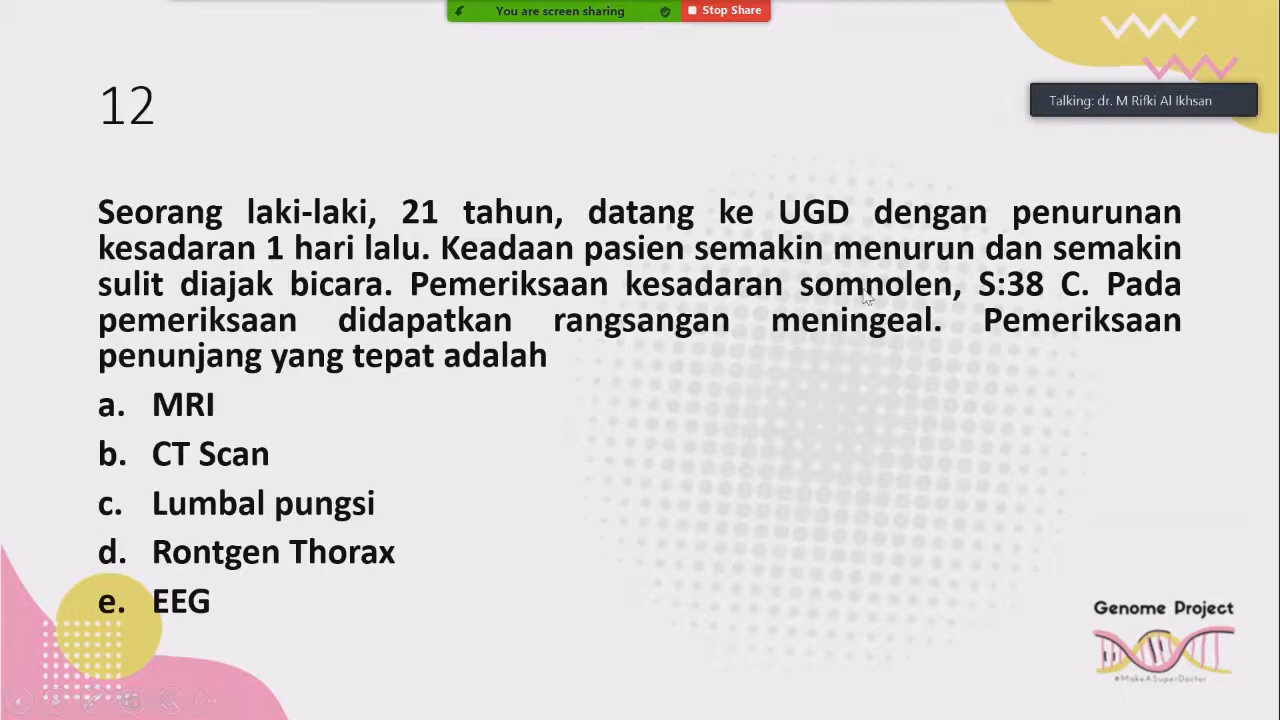 You are screen sharing
Stop Share
Talking: dr. M Rifki Al Ikhsan
12
Seorang laki-laki, 21 tahun, datang ke UGD dengan penurunan
kesadaran 1 hari lalu. Keadaan pasien semakin menurun dan semakin
sulit diajak bicara. Pemeriksaan kesadaran somnolen, S:38 C. Pada
pemeriksaan didapatkan rangsangan meningeal. Pemeriksaan
penunjang yang tepat adalah
a. MRI
b. CT Scan
c. Lumbal pungsi
d. Rontgen Thorax
e. EEG
Genome Project
#MakeASuperDoctor